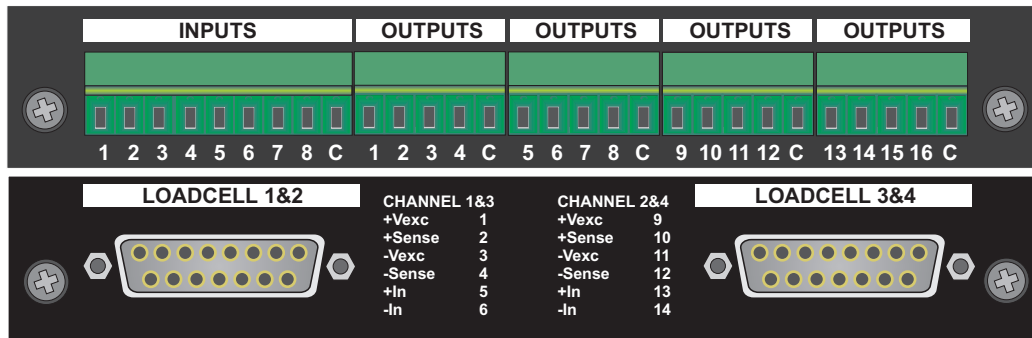 INPUTS OUTPUTS OUTPUTS OUTPUTS OUTPUTS
1 2 3 4 5 6 7 8 C 1 2 3 4 C 5 6 7 8 C 9 10 11 12 C 13 14 15 16 C
LOADCELL 1&2
CHANNEL 1&3
+Vexc 1
+Sense 2
-Vexc 3
-Sense 4
+In 5
-In 6
CHANNEL 2&4
+Vexc 9
+Sense 10
-Vexc 11
-Sense 12
+In 13
-In 14
LOADCELL 3&4